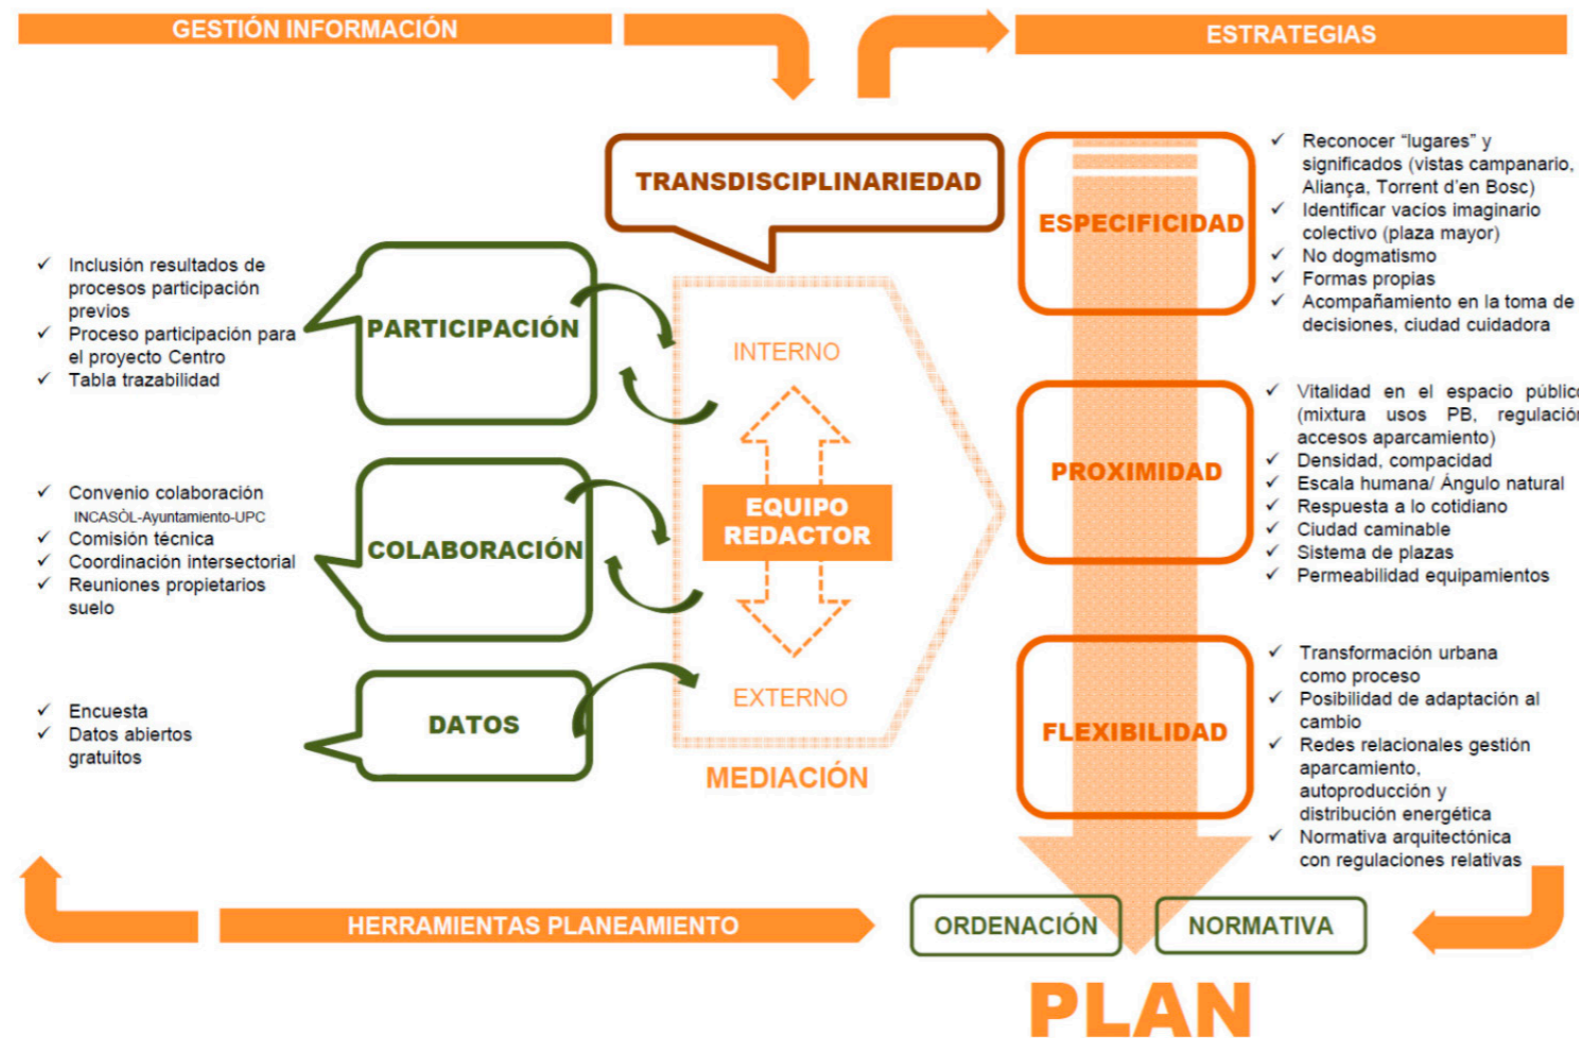 GESTIÓN INFORMACIÓN
ESTRATEGIAS
TRANSDISCIPLINARIEDAD
✓ Inclusión resultados de
procesos participación
previos
✓ Proceso participación para
el proyecto Centro
✓ Tabla trazabilidad
PARTICIPACIÓN
✓ Convenio colaboración
INCASÒL-Ayuntamiento-UPC
✓ Comisión técnica
✓ Coordinación intersectorial
✓ Reuniones propietarios
suelo
COLABORACIÓN
✓ Encuesta
✓ Datos abiertos
gratuitos
DATOS
INTERNO
EQUIPO
REDACTOR
EXTERNO
MEDIACIÓN
ESPECIFICIDAD
✓ Reconocer “lugares” y
significados (vistas campanario,
Aliança, Torrent d’en Bosc)
✓ Identificar vacíos imaginario
colectivo (plaza mayor)
✓ No dogmatismo
✓ Formas propias
✓ Acompañamiento en la toma de
decisiones, ciudad cuidadora
PROXIMIDAD
✓ Vitalidad en el espacio público
(mixtura usos PB, regulación
accesos aparcamiento)
✓ Densidad, compacidad
✓ Escala humana/ Ángulo natural
✓ Respuesta a lo cotidiano
✓ Ciudad caminable
✓ Sistema de plazas
✓ Permeabilidad equipamientos
FLEXIBILIDAD
✓ Transformación urbana
como proceso
✓ Posibilidad de adaptación al
cambio
✓ Redes relacionales gestión
aparcamiento,
autoproducción y
distribución energética
✓ Normativa arquitectónica
con regulaciones relativas
HERRAMIENTAS PLANEAMIENTO
ORDENACIÓN
NORMATIVA
PLAN